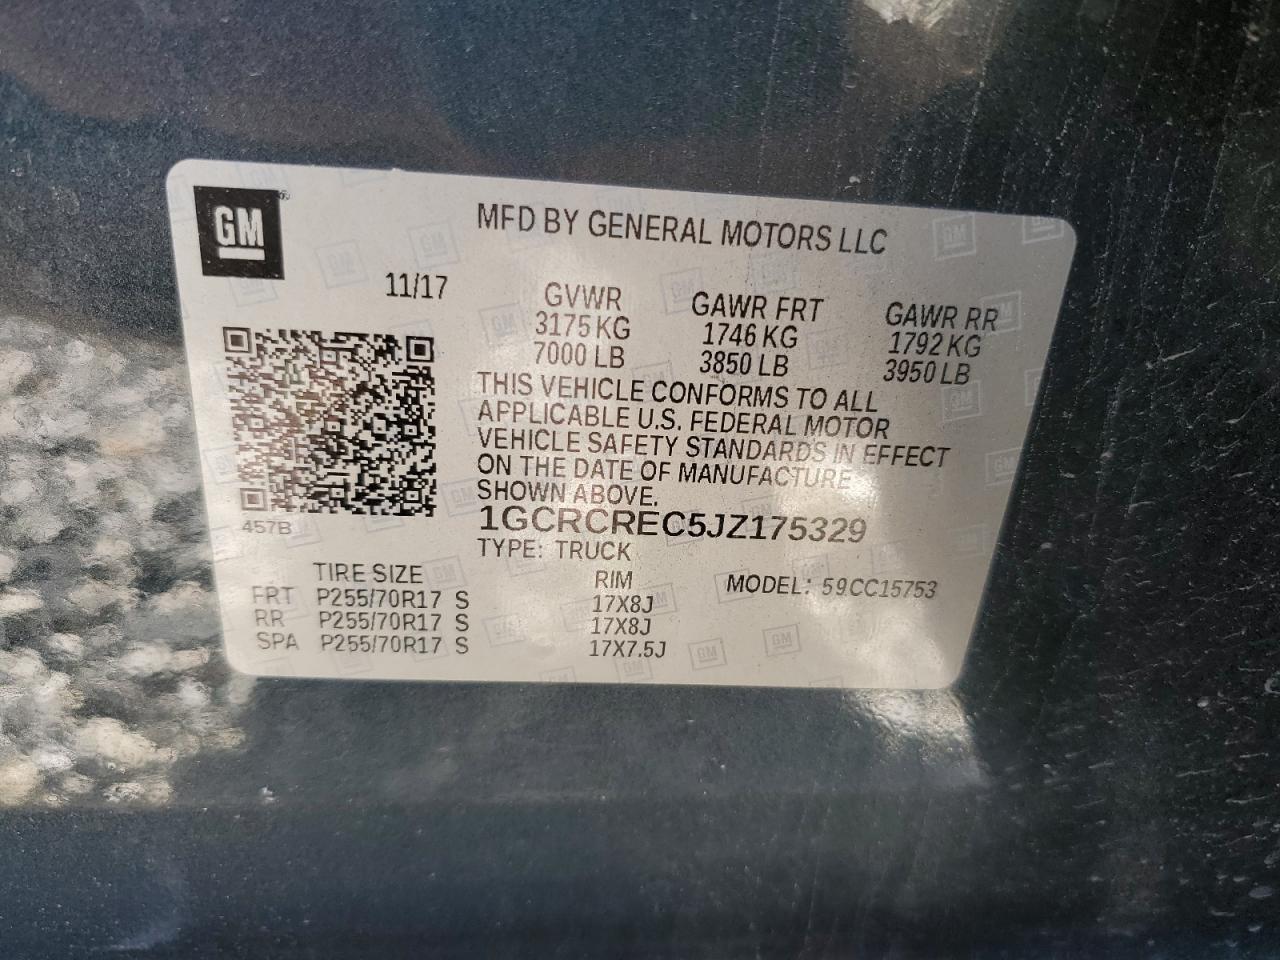 GM®
MFD BY GENERAL MOTORS LLC
11/17
GVWR GAWR FRT GAWR RR
3175 KG 1746 KG 1792 KG
7000 LB 3850 LB 3950 LB
THIS VEHICLE CONFORMS TO ALL
APPLICABLE U.S. FEDERAL MOTOR
VEHICLE SAFETY STANDARDS IN EFFECT
ON THE DATE OF MANUFACTURE
SHOWN ABOVE.
457B
1GCRCREC5JZ175329
TYPE: TRUCK
TIRE SIZE RIM MODEL: 59CC15753
FRT P255/70R17 S 17X8J
RR P255/70R17 S 17X8J
SPA P255/70R17 S 17X7.5J